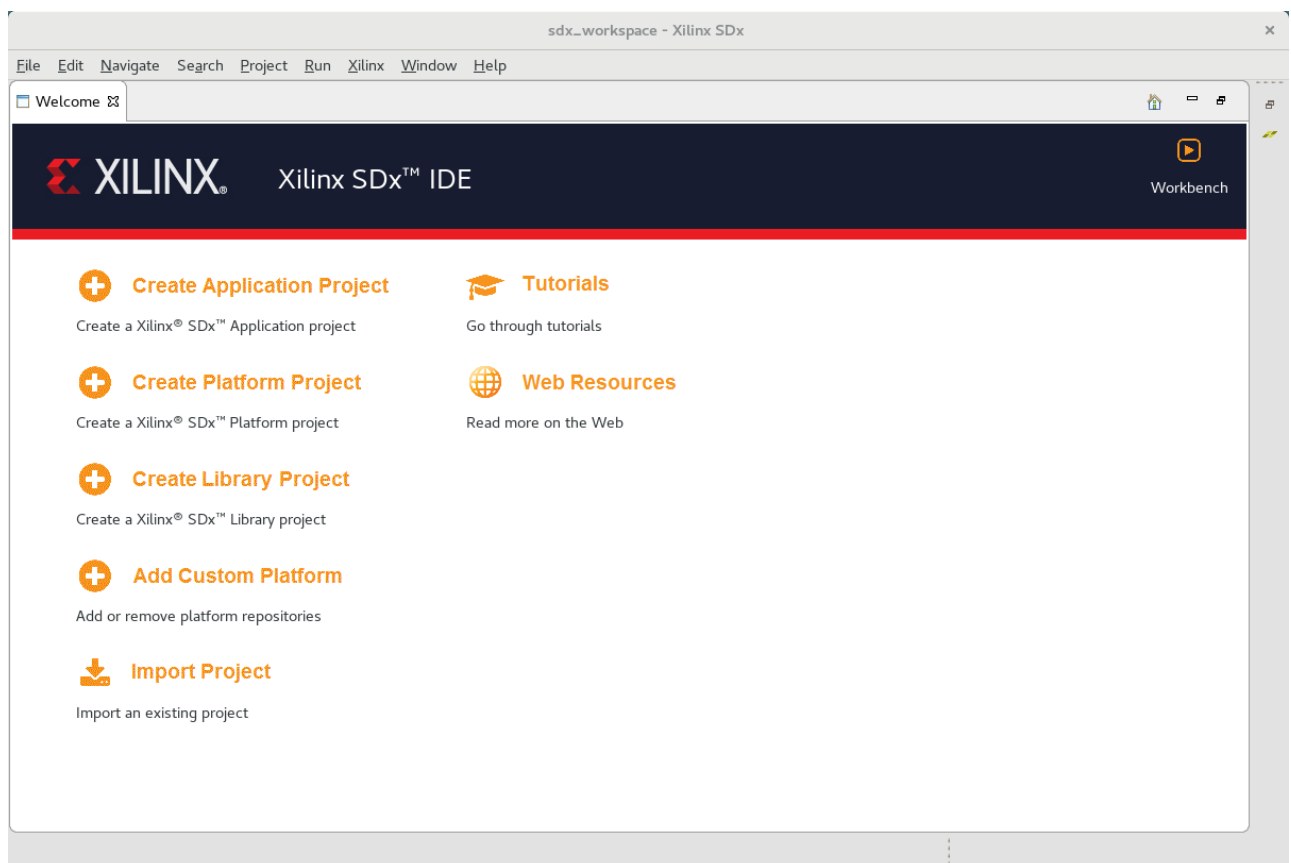 sdx_workspace - Xilinx SDx
File Edit Navigate Search Project Run Xilinx Window Help
Welcome
XILINX® Xilinx SDx™ IDE
Workbench
Create Application Project
Create a Xilinx® SDx™ Application project
Create Platform Project
Create a Xilinx® SDx™ Platform project
Create Library Project
Create a Xilinx® SDx™ Library project
Add Custom Platform
Add or remove platform repositories
Import Project
Import an existing project
Tutorials
Go through tutorials
Web Resources
Read more on the Web